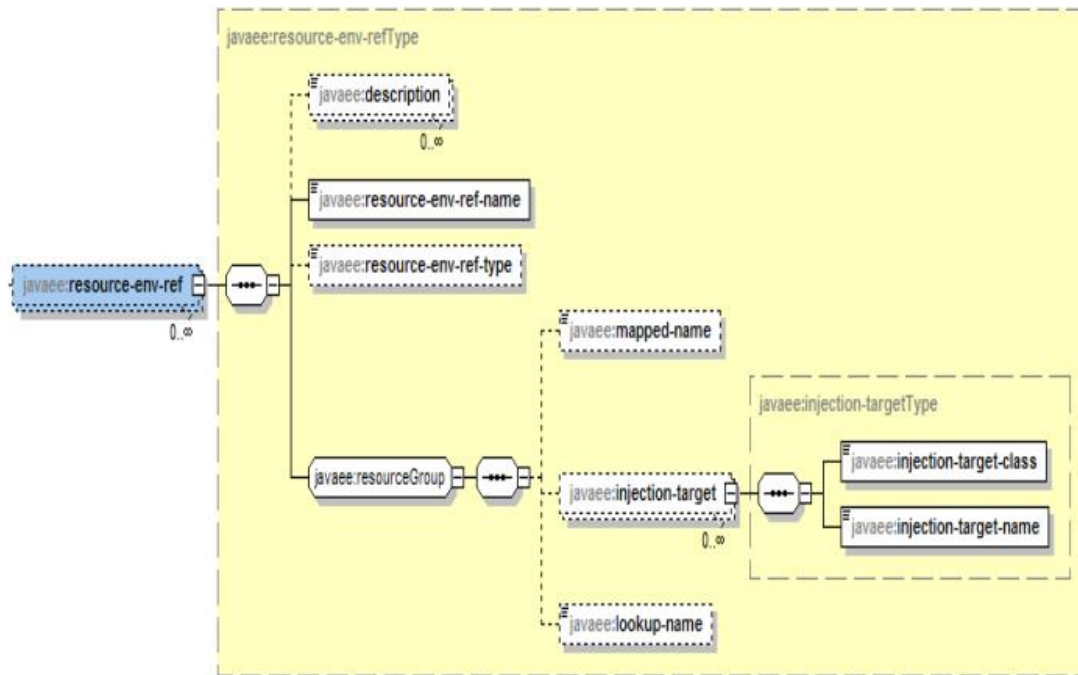 javaee:resource-env-refType
javaee:description
0..∞
javaee:resource-env-ref-name
javaee:resource-env-ref-type
javaee:resource-env-ref
0..∞
javaee:mapped-name
javaee:injection-targetType
javaee:injection-target-class
javaee:resourceGroup
javaee:injection-target
0..∞
javaee:injection-target-name
javaee:lookup-name